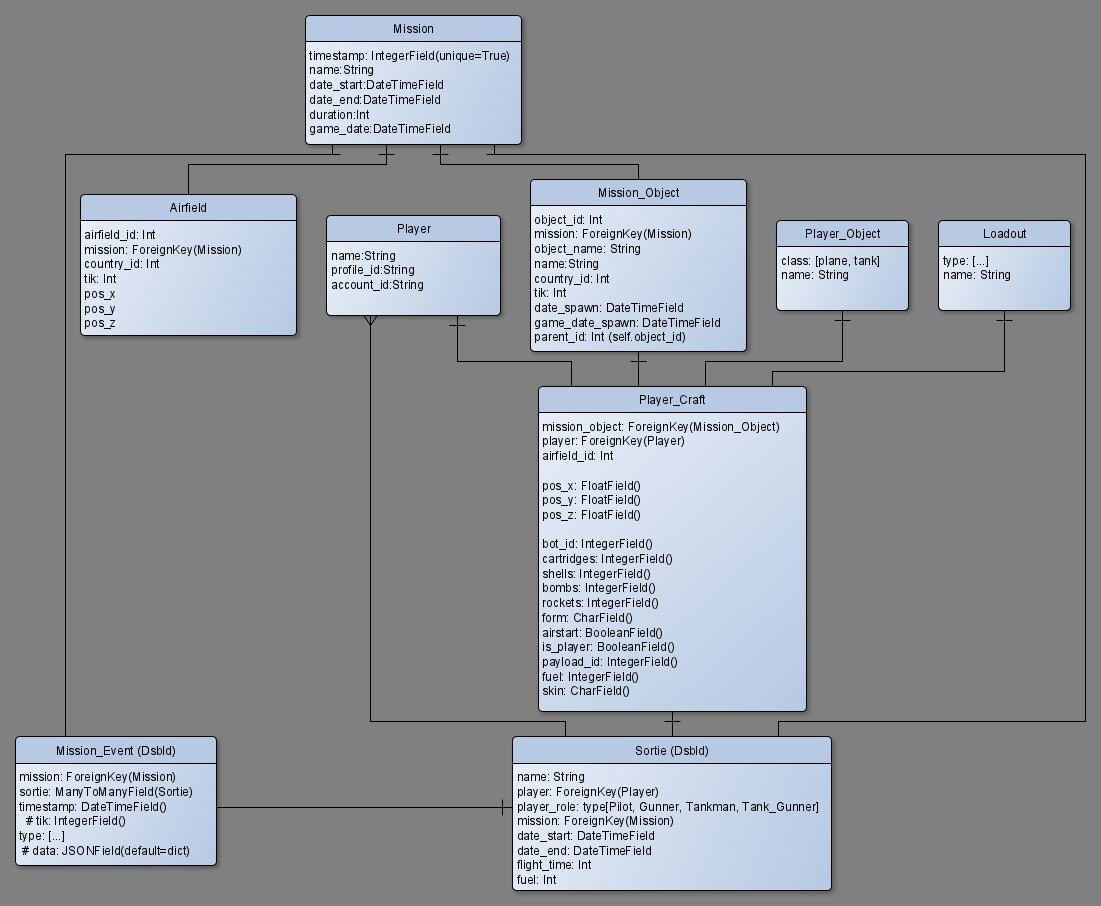 Mission
timestamp: IntegerField(unique=True)
name:String
date_start:DateTimeField
date_end:DateTimeField
duration:Int
game_date:DateTimeField
Airfield
airfield_id: Int
mission: ForeignKey(Mission)
country_id: Int
tik: Int
pos_x
pos_y
pos_z
Player
name:String
profile_id:String
account_id:String
Mission_Object
object_id: Int
mission: ForeignKey(Mission)
object_name: String
name:String
country_id: Int
tik: Int
date_spawn: DateTimeField
game_date_spawn: DateTimeField
parent_id: Int (self.object_id)
Player_Object
class: [plane, tank]
name: String
Loadout
type: [...]
name: String
Player_Craft
mission_object: ForeignKey(Mission_Object)
player: ForeignKey(Player)
airfield_id: Int
pos_x: FloatField()
pos_y: FloatField()
pos_z: FloatField()
bot_id: IntegerField()
cartridges: IntegerField()
shells: IntegerField()
bombs: IntegerField()
rockets: IntegerField()
form: CharField()
airstart: BooleanField()
is_player: BooleanField()
payload_id: IntegerField()
fuel: IntegerField()
skin: CharField()
Mission_Event (DsbId)
mission: ForeignKey(Mission)
sortie: ManyToManyField(Sortie)
timestamp: DateTimeField()
# tik: IntegerField()
type: [...]
# data: JSONField(default=dict)
Sortie (DsbId)
name: String
player: ForeignKey(Player)
player_role: type[Pilot, Gunner, Tankman, Tank_Gunner]
mission: ForeignKey(Mission)
date_start: DateTimeField
date_end: DateTimeField
flight_time: Int
fuel: Int